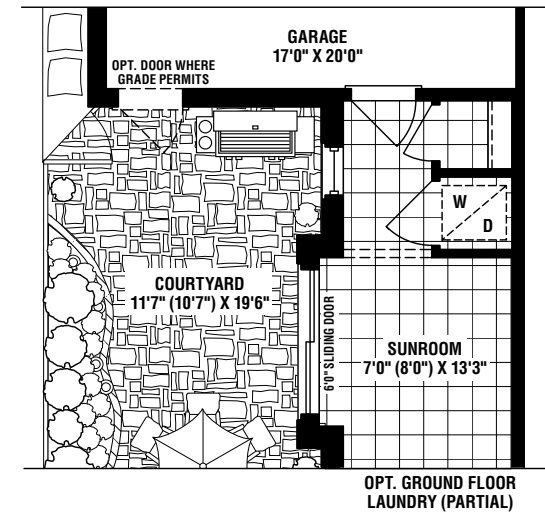 GARAGE
17'0" X 20'0"
OPT. DOOR WHERE
GRADE PERMITS
W
D
COURTYARD
11'7" (10'7") X 19'6"
6'0" SLIDING DOOR
SUNROOM
7'0" (8'0") X 13'3"
OPT. GROUND FLOOR
LAUNDRY (PARTIAL)